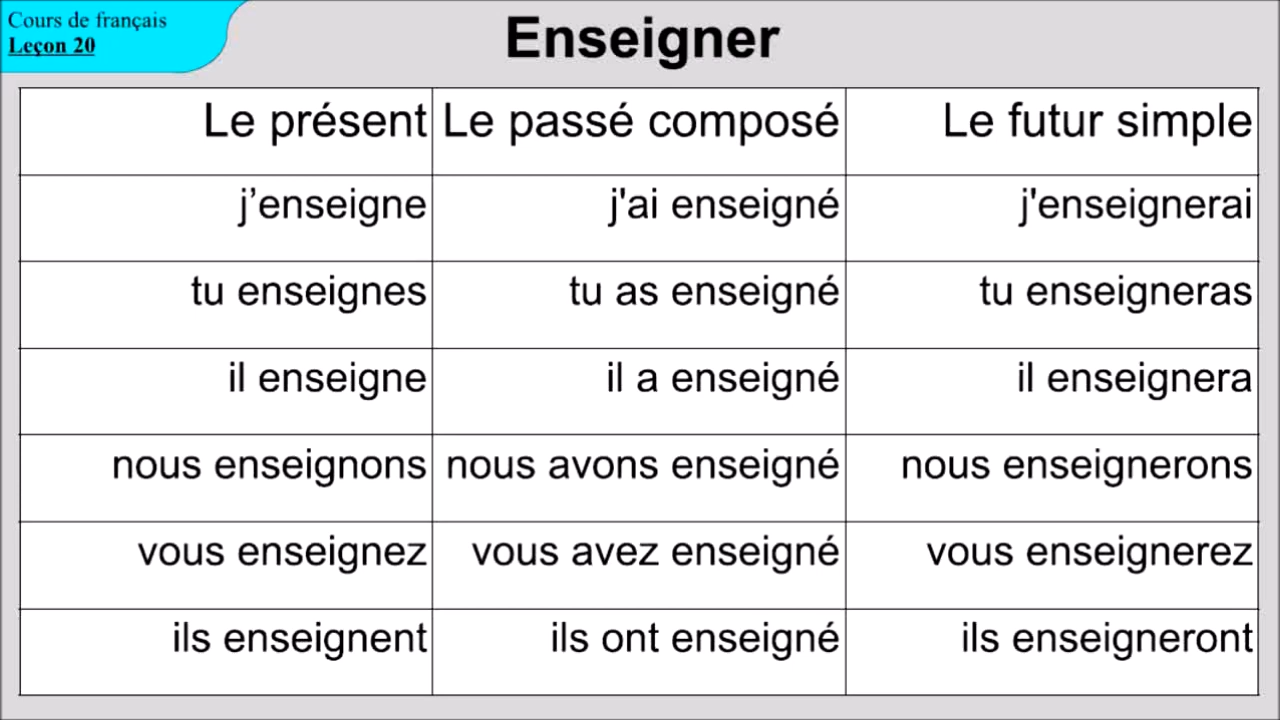 Cours de français
Leçon 20
Enseigner
Le présent Le passé composé Le futur simple
j’enseigne j'ai enseigné j'enseignerai
tu enseignes tu as enseigné tu enseigneras
il enseigne il a enseigné il enseignera
nous enseignons nous avons enseigné nous enseignerons
vous enseignez vous avez enseigné vous enseignerez
ils enseignent ils ont enseigné ils enseigneront